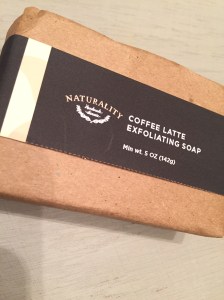 NATURALITY
COFFEE LATTE
EXFOLIATING SOAP
Min wt. 5 OZ (142g)